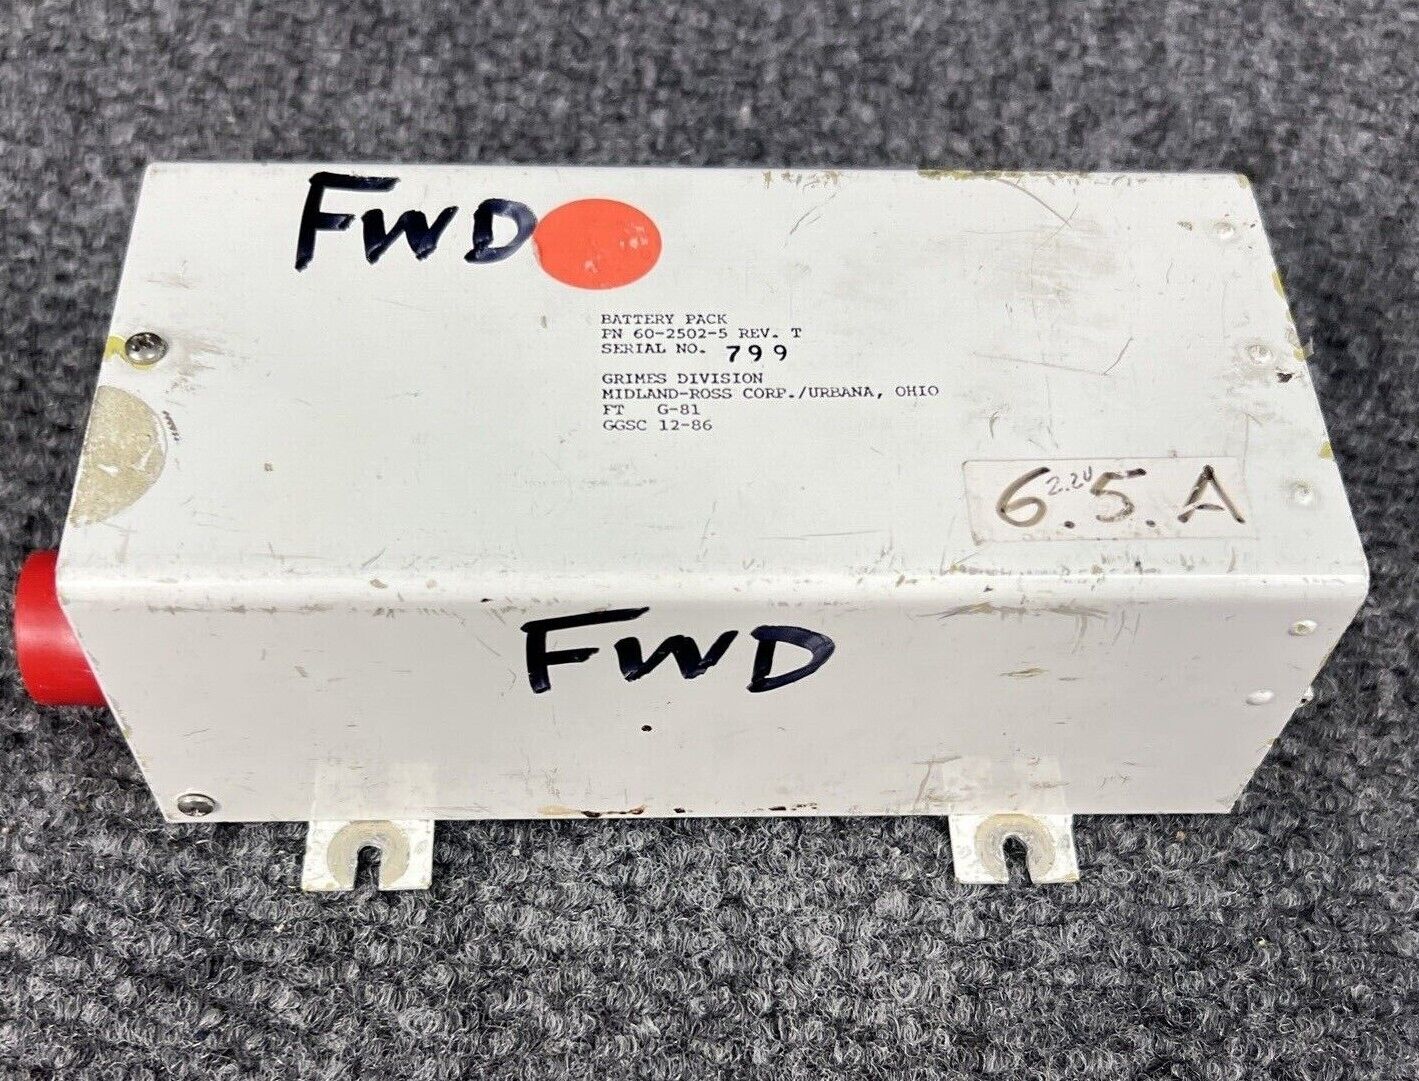 FWD
BATTERY PACK
PN 60-2502-5 REV. T
SERIAL NO. 799
GRIMES DIVISION
MIDLAND-ROSS CORP./URBANA, OHIO
FT G-81
GGSC 12-86
6.5.A
FWD